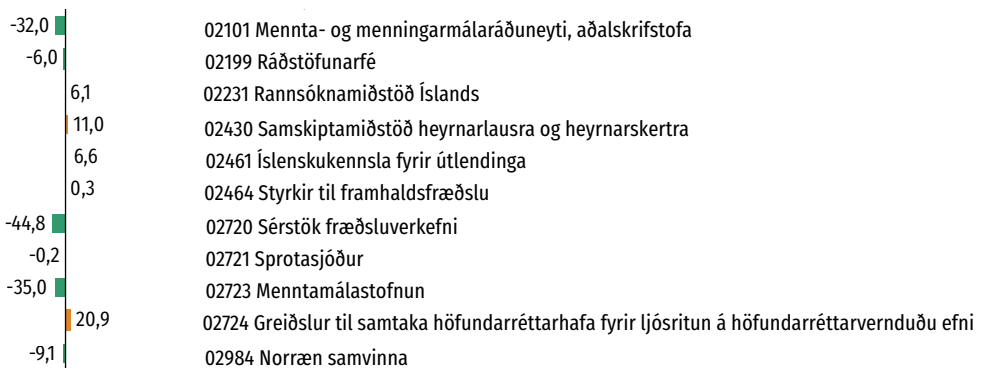 -32,0 02101 Mennta- og menningarmálaráðuneyti, aðalskrifstofa
-6,0 02199 Ráðstöfunarfé
6,1 02231 Rannsóknamiðstöð Íslands
11,0 02430 Samskiptamiðstöð heyrnarlausra og heyrnarskertra
6,6 02461 Íslenskukennsla fyrir útlendinga
0,3 02464 Styrkir til framhaldsfræðslu
-44,8 02720 Sérstök fræðsluverkefni
-0,2 02721 Sprotasjóður
-35,0 02723 Menntamálastofnun
20,9 02724 Greiðslur til samtaka höfundarréttarhafa fyrir ljósritun á höfundarréttarvernduðu efni
-9,1 02984 Norræn samvinna